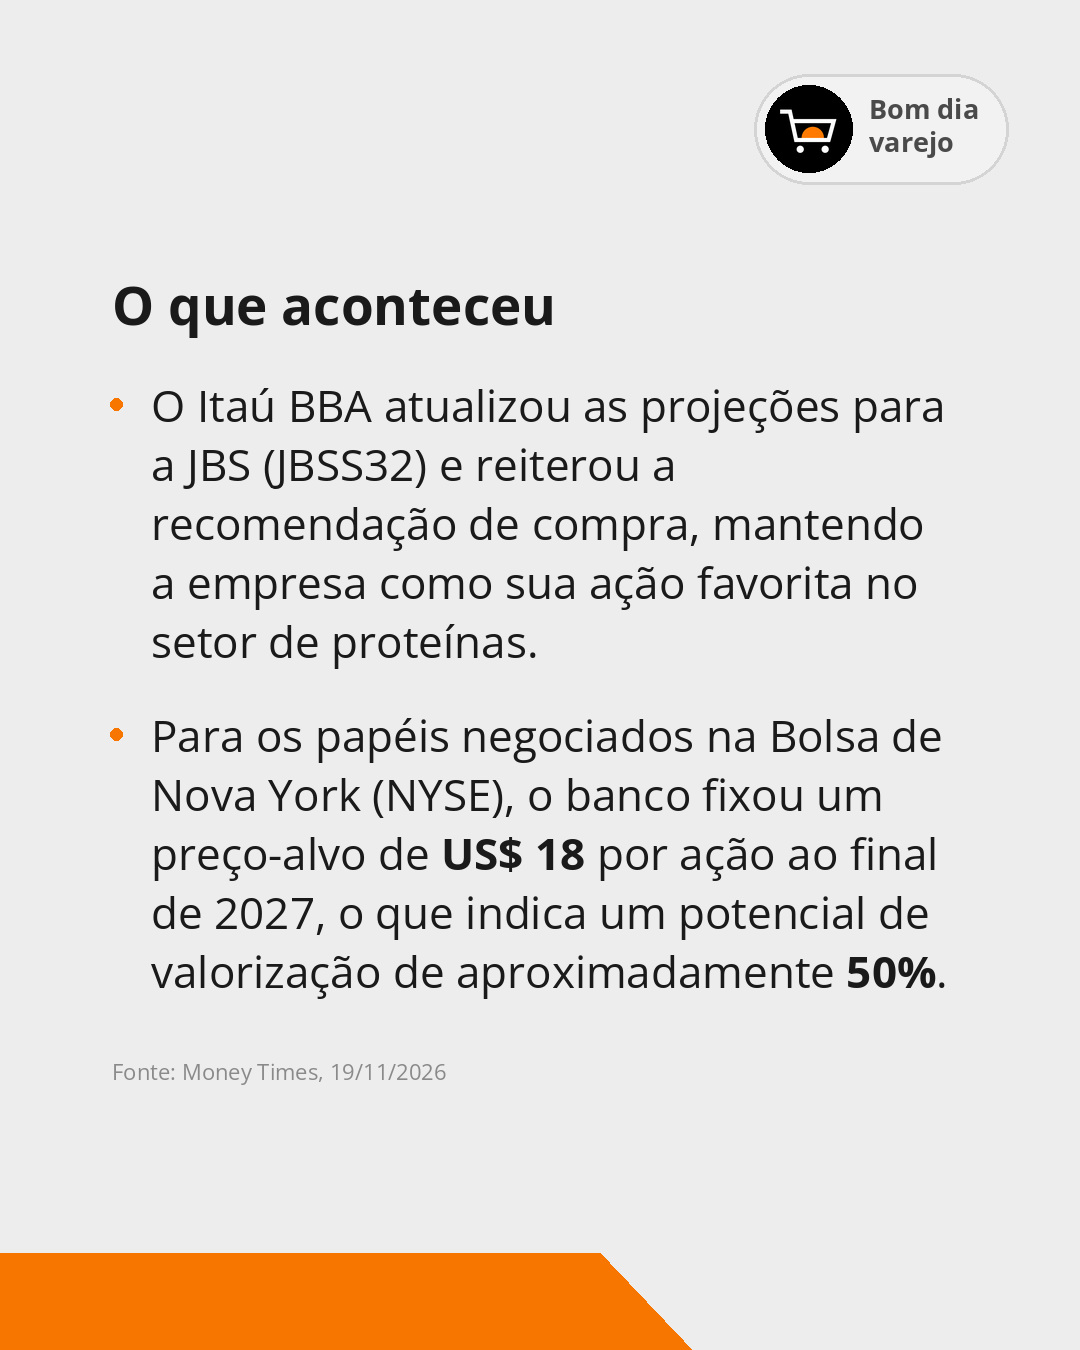 Bom dia
varejo
O que aconteceu
• O Itaú BBA atualizou as projeções para
a JBS (JBSS32) e reiterou a
recomendação de compra, mantendo
a empresa como sua ação favorita no
setor de proteínas.
• Para os papéis negociados na Bolsa de
Nova York (NYSE), o banco fixou um
preço-alvo de US$ 18 por ação ao final
de 2027, o que indica um potencial de
valorização de aproximadamente 50%.
Fonte: Money Times, 19/11/2026